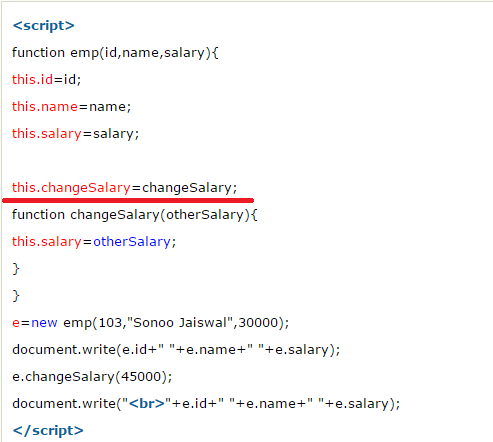 <script>
function emp(id,name,salary){
this.id=id;
this.name=name;
this.salary=salary;
this.changeSalary=changeSalary;
function changeSalary(otherSalary){
this.salary=otherSalary;
}
}
e=new emp(103,"Sonoo Jaiswal",30000);
document.write(e.id+" "+e.name+" "+e.salary);
e.changeSalary(45000);
document.write("<br>"+e.id+" "+e.name+" "+e.salary);
</script>